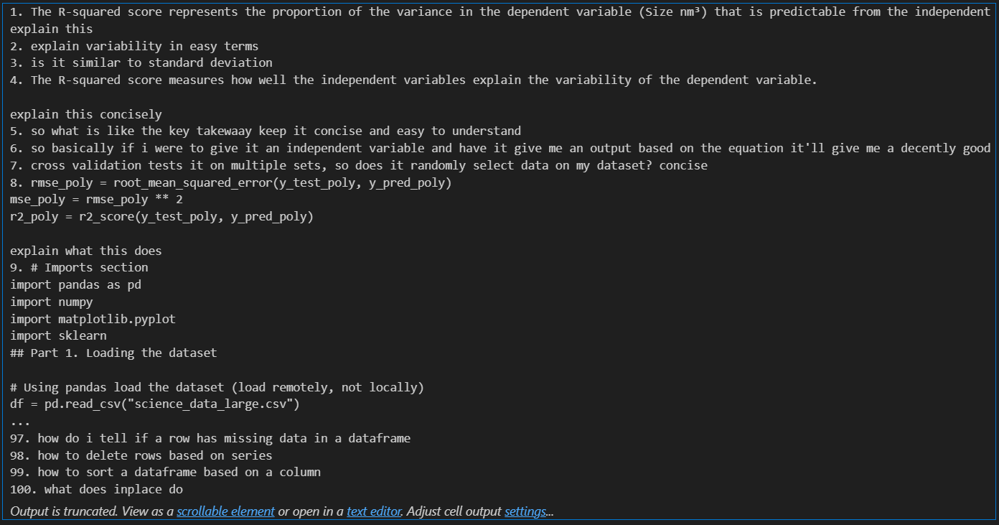 1. The R-squared score represents the proportion of the variance in the dependent variable (Size nm³) that is predictable from the independent
explain this
2. explain variability in easy terms
3. is it similar to standard deviation
4. The R-squared score measures how well the independent variables explain the variability of the dependent variable.
explain this concisely
5. so what is like the key takewaay keep it concise and easy to understand
6. so basically if i were to give it an independent variable and have it give me an output based on the equation it'll give me a decently good
7. cross validation tests it on multiple sets, so does it randomly select data on my dataset? concise
8. rmse_poly = root_mean_squared_error(y_test_poly, y_pred_poly)
mse_poly = rmse_poly ** 2
r2_poly = r2_score(y_test_poly, y_pred_poly)
explain what this does
9. # Imports section
import pandas as pd
import numpy
import matplotlib.pyplot
import sklearn
## Part 1. Loading the dataset
# Using pandas load the dataset (load remotely, not locally)
df = pd.read_csv("science_data_large.csv")
...
97. how do i tell if a row has missing data in a dataframe
98. how to delete rows based on series
99. how to sort a dataframe based on a column
100. what does inplace do
Output is truncated. View as a scrollable element or open in a text editor. Adjust cell output settings...